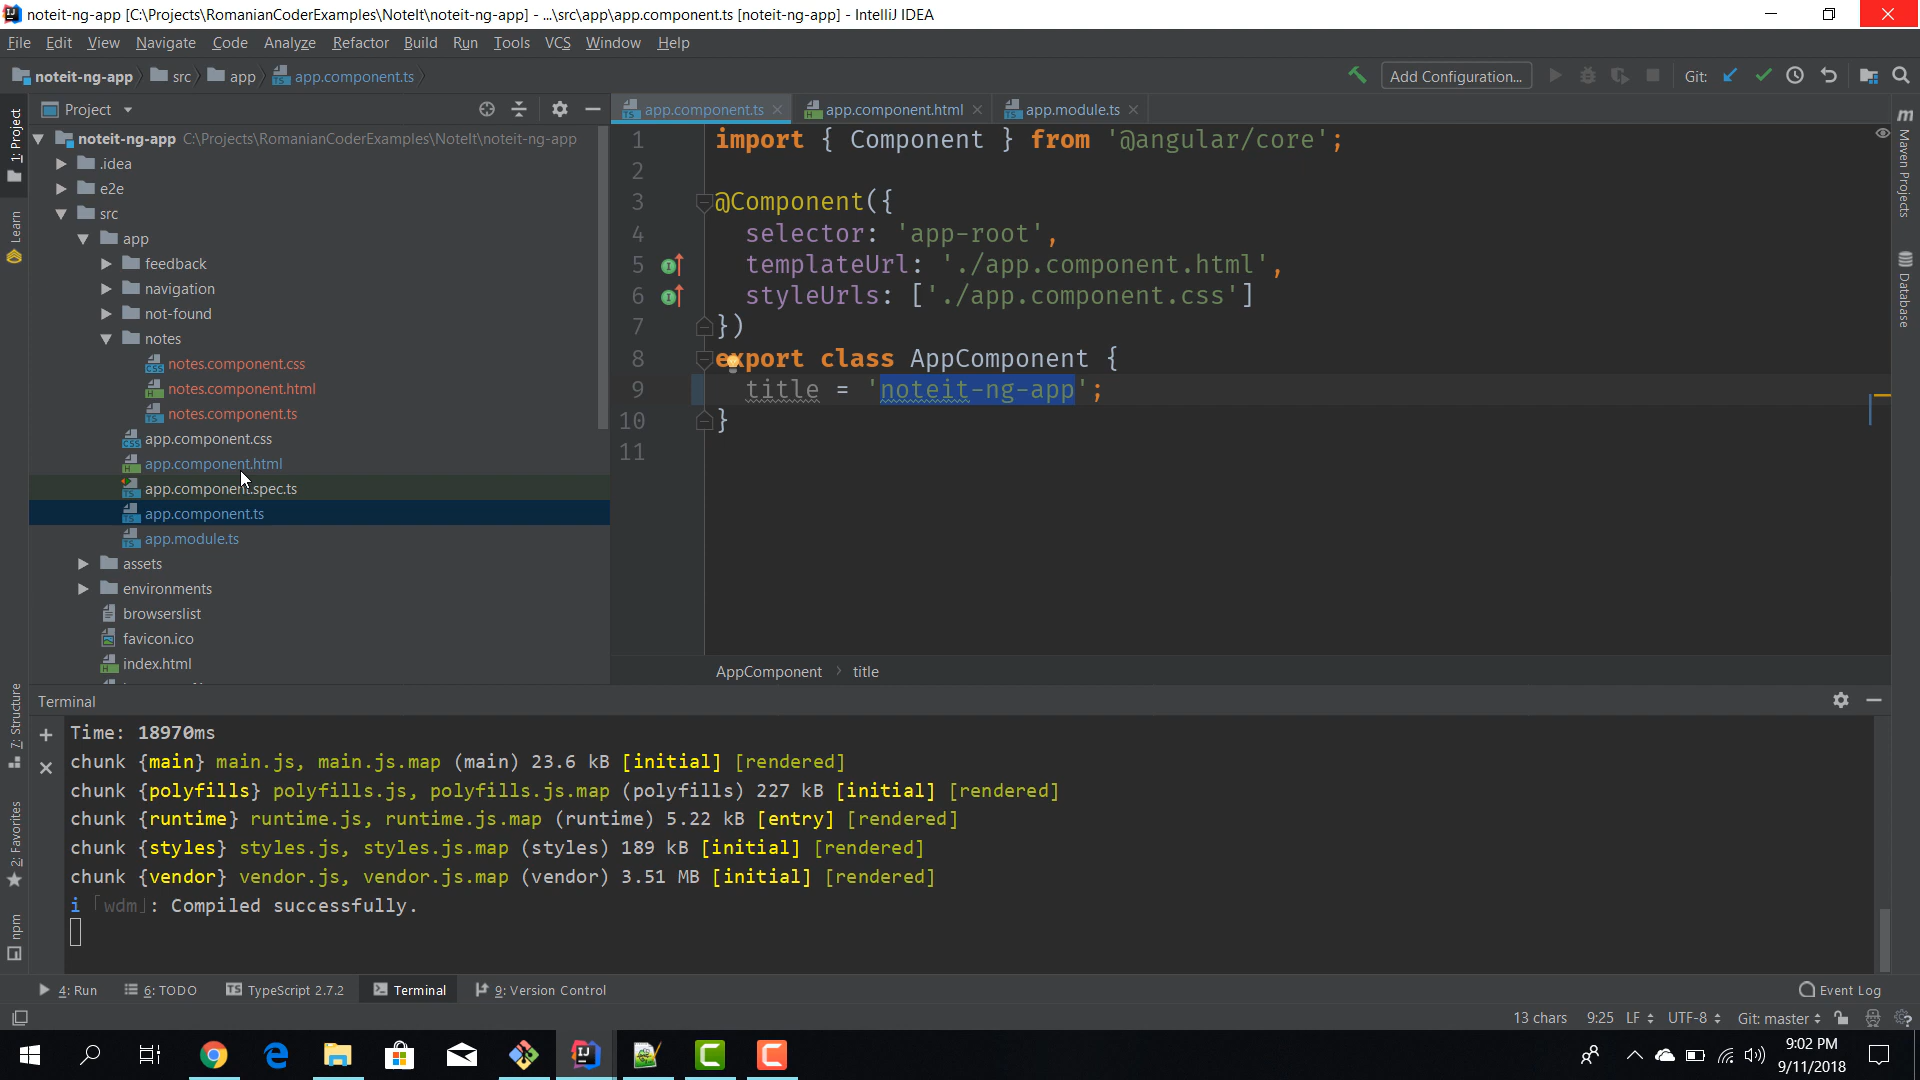 noteit-ng-app [C:\Projects\RomanianCoderExamples\NoteIt\noteit-ng-app] - ...\src\app\app.component.ts [noteit-ng-app] - IntelliJ IDEA
File Edit View Navigate Code Analyze Refactor Build Run Tools VCS Window Help
noteit-ng-app src app app.component.ts Add Configuration... Git:
Project
app.component.ts app.component.html app.module.ts
noteit-ng-app C:\Projects\RomanianCoderExamples\NoteIt\noteit-ng-app
.idea
e2e
src
app
feedback
navigation
not-found
notes
notes.component.css
notes.component.html
notes.component.ts
app.component.css
app.component.html
app.component.spec.ts
app.component.ts
app.module.ts
assets
environments
browserslist
favicon.ico
index.html
1 import { Component } from '@angular/core';
2
3 @Component({
4 selector: 'app-root',
5 templateUrl: './app.component.html',
6 styleUrls: ['./app.component.css']
7 })
8 export class AppComponent {
9 title = 'noteit-ng-app';
10 }
11
AppComponent title
1: Project
Learn
7: Structure
2: Favorites
npm
Maven Projects
Database
Terminal
Time: 18970ms
chunk {main} main.js, main.js.map (main) 23.6 kB [initial] [rendered]
chunk {polyfills} polyfills.js, polyfills.js.map (polyfills) 227 kB [initial] [rendered]
chunk {runtime} runtime.js, runtime.js.map (runtime) 5.22 kB [entry] [rendered]
chunk {styles} styles.js, styles.js.map (styles) 189 kB [initial] [rendered]
chunk {vendor} vendor.js, vendor.js.map (vendor) 3.51 MB [initial] [rendered]
i ｢wdm｣: Compiled successfully.
4: Run 6: TODO TypeScript 2.7.2 Terminal 9: Version Control Event Log
13 chars 9:25 LF UTF-8 Git: master
9:02 PM
9/11/2018